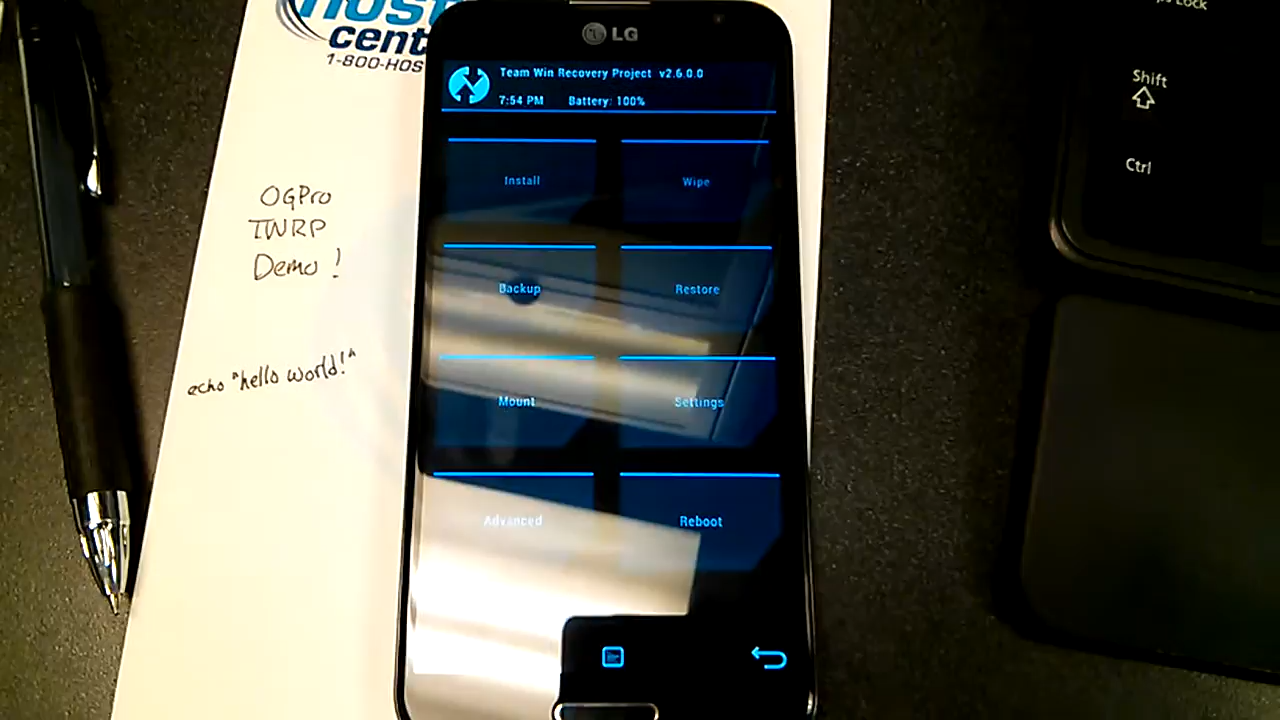 cent
1-800-HOS
OGPro
TWRP
Demo !
echo "hello world!"
LG
Team Win Recovery Project v2.6.0.0
7:54 PM Battery: 100%
Install Wipe
Backup Restore
Mount Settings
Advanced Reboot
Shift
Ctrl